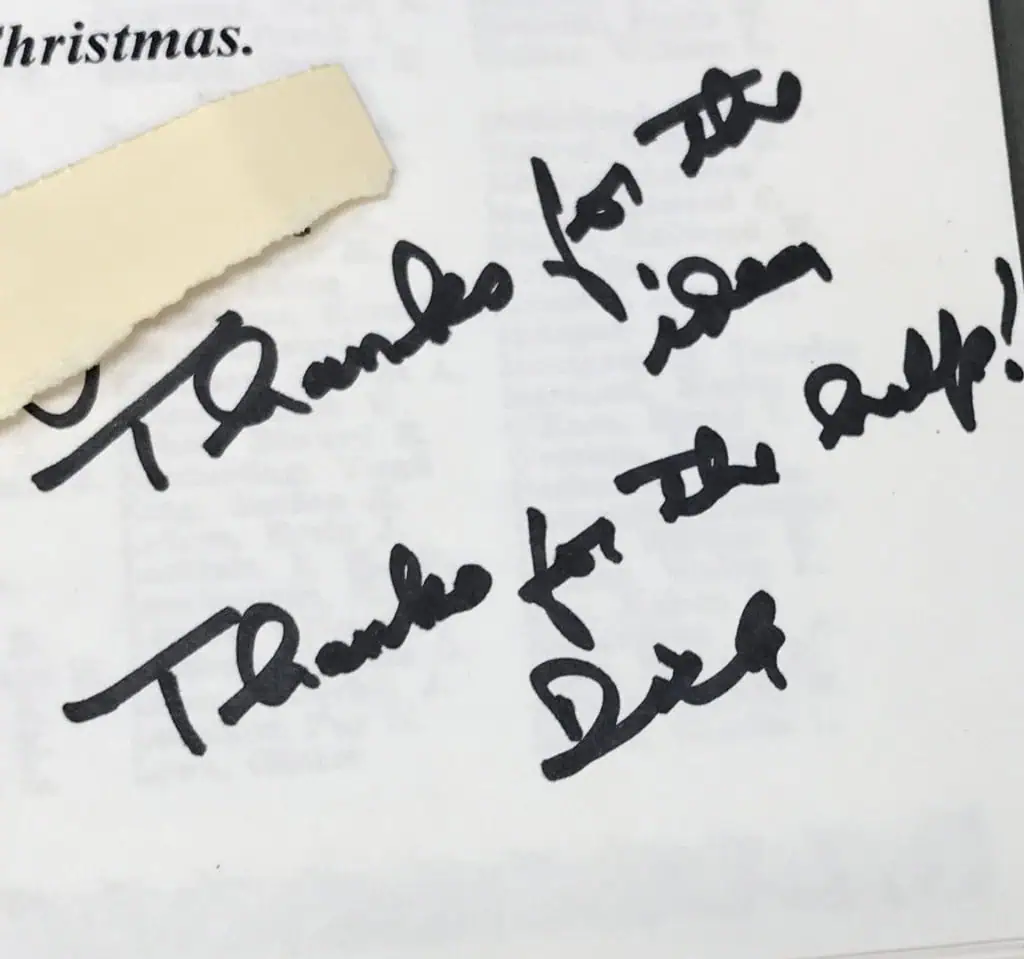 Christmas.
Thanks for the
idea
Thanks for the help!
Dick